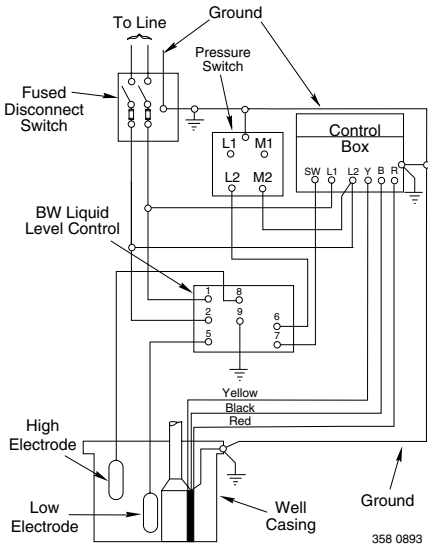 To Line
Ground
Pressure
Switch
Fused
Disconnect
Switch
L1 M1
L2 M2
Control
Box
SW L1 L2 Y B R
BW Liquid
Level Control
1 8
2 9 6
5 7
Yellow
Black
Red
High
Electrode
Low
Electrode
Well
Casing
Ground
358 0893